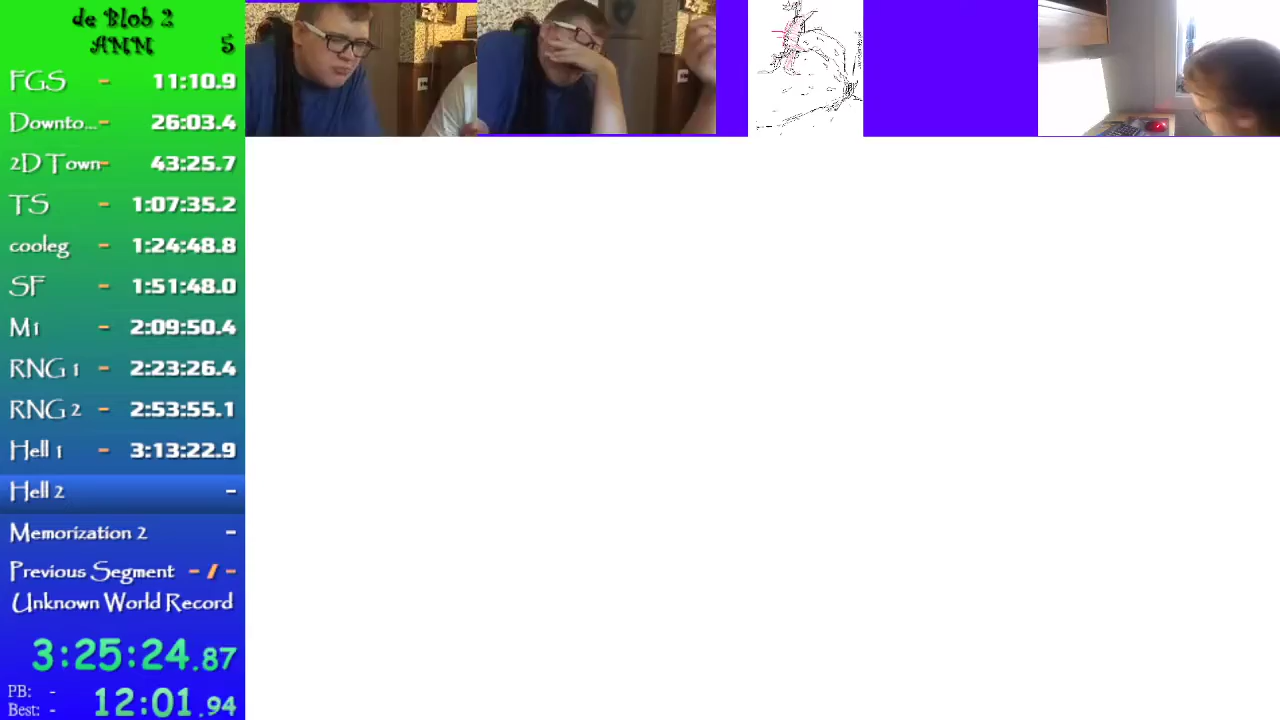 de Blob 2
AMM 5
FGS - 11:10.9
Downto...- 26:03.4
2D Town- 43:25.7
TS - 1:07:35.2
cooleg - 1:24:48.8
SF - 1:51:48.0
M1 - 2:09:50.4
RNG 1 - 2:23:26.4
RNG 2 - 2:53:55.1
Hell 1 - 3:13:22.9
Hell 2 -
Memorization 2 -
Previous Segment - / -
Unknown World Record
3:25:24.87
PB: -
Best: - 12:01.94